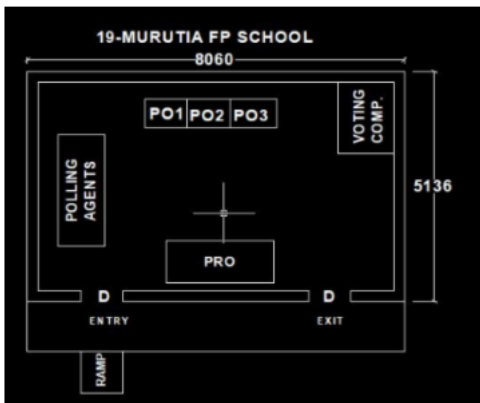 19-MURUTIA FP SCHOOL
8060
PO1 PO2 PO3
VOTING COMP.
POLLING AGENTS
5136
PRO
D D
ENTRY EXIT
RAMP